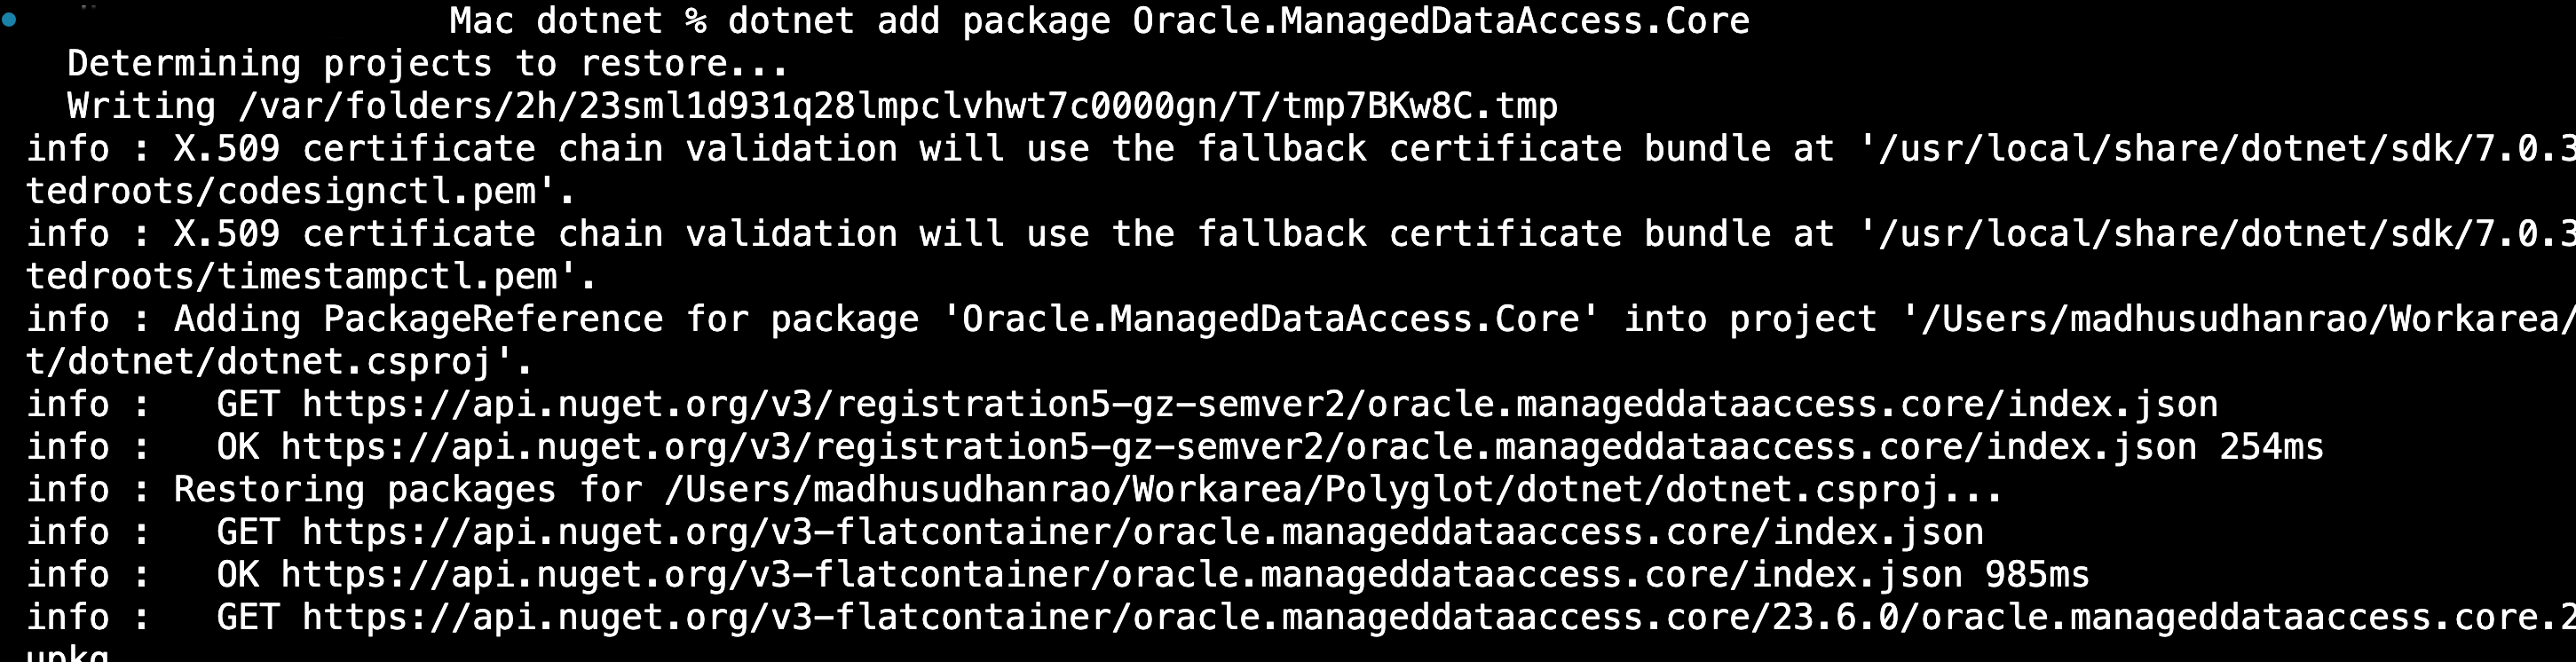 Mac dotnet % dotnet add package Oracle.ManagedDataAccess.Core
Determining projects to restore...
Writing /var/folders/2h/23sml1d931q28lmpclvhwt7c0000gn/T/tmp7BKw8C.tmp
info : X.509 certificate chain validation will use the fallback certificate bundle at '/usr/local/share/dotnet/sdk/7.0.3
tedroots/codesignctl.pem'.
info : X.509 certificate chain validation will use the fallback certificate bundle at '/usr/local/share/dotnet/sdk/7.0.3
tedroots/timestampctl.pem'.
info : Adding PackageReference for package 'Oracle.ManagedDataAccess.Core' into project '/Users/madhusudhanrao/Workarea/
t/dotnet/dotnet.csproj'.
info :   GET https://api.nuget.org/v3/registration5-gz-semver2/oracle.manageddataaccess.core/index.json
info :   OK https://api.nuget.org/v3/registration5-gz-semver2/oracle.manageddataaccess.core/index.json 254ms
info : Restoring packages for /Users/madhusudhanrao/Workarea/Polyglot/dotnet/dotnet.csproj...
info :   GET https://api.nuget.org/v3-flatcontainer/oracle.manageddataaccess.core/index.json
info :   OK https://api.nuget.org/v3-flatcontainer/oracle.manageddataaccess.core/index.json 985ms
info :   GET https://api.nuget.org/v3-flatcontainer/oracle.manageddataaccess.core/23.6.0/oracle.manageddataaccess.core.2
upkg